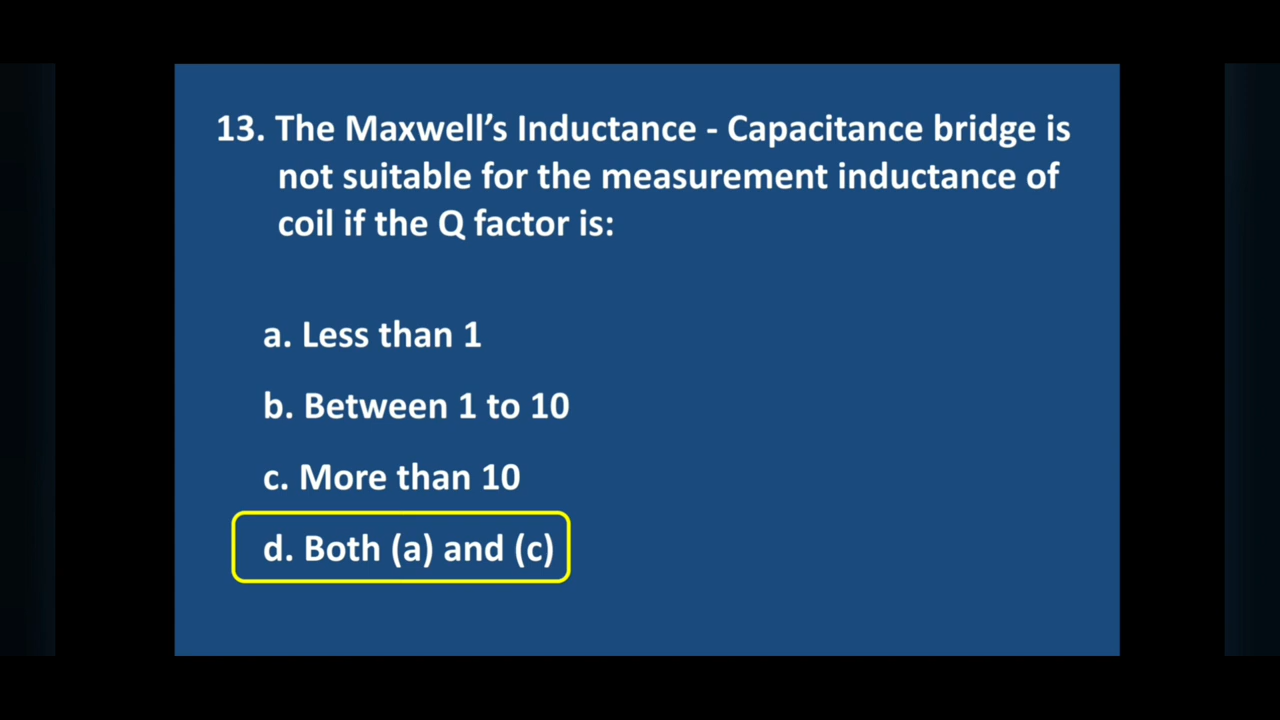 13. The Maxwell’s Inductance - Capacitance bridge is
not suitable for the measurement inductance of
coil if the Q factor is:
a. Less than 1
b. Between 1 to 10
c. More than 10
d. Both (a) and (c)